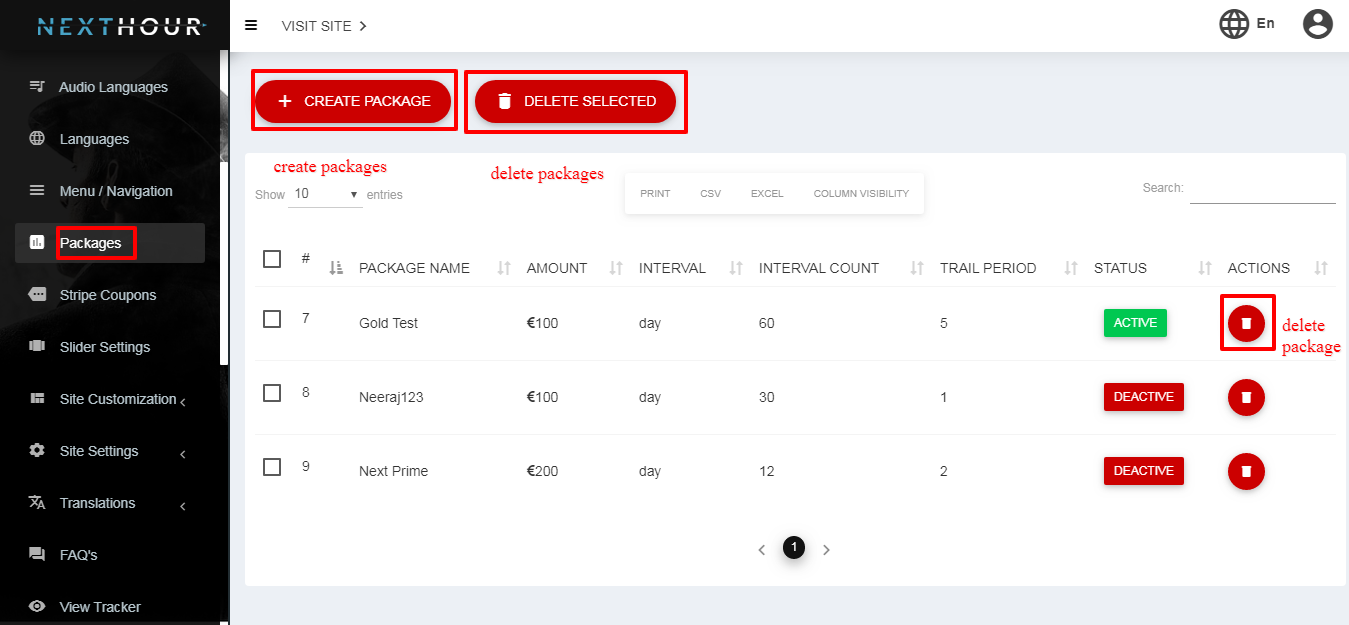 NEXTHOUR
VISIT SITE
En
Audio Languages
Languages
Menu / Navigation
Packages
Stripe Coupons
Slider Settings
Site Customization
Site Settings
Translations
FAQ's
View Tracker
+ CREATE PACKAGE
DELETE SELECTED
create packages
delete packages
Show 10 entries
PRINT CSV EXCEL COLUMN VISIBILITY
Search:
# PACKAGE NAME AMOUNT INTERVAL INTERVAL COUNT TRAIL PERIOD STATUS ACTIONS
7 Gold Test €100 day 60 5 ACTIVE
delete
package
8 Neeraj123 €100 day 30 1 DEACTIVE
9 Next Prime €200 day 12 2 DEACTIVE
1